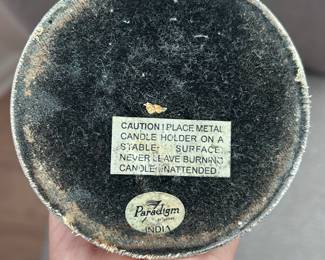 CAUTION! PLACE METAL
CANDLE HOLDER ON A
STABLE SURFACE.
NEVER LEAVE BURNING
CANDLE UNATTENDED.
Paradigm
INDIA